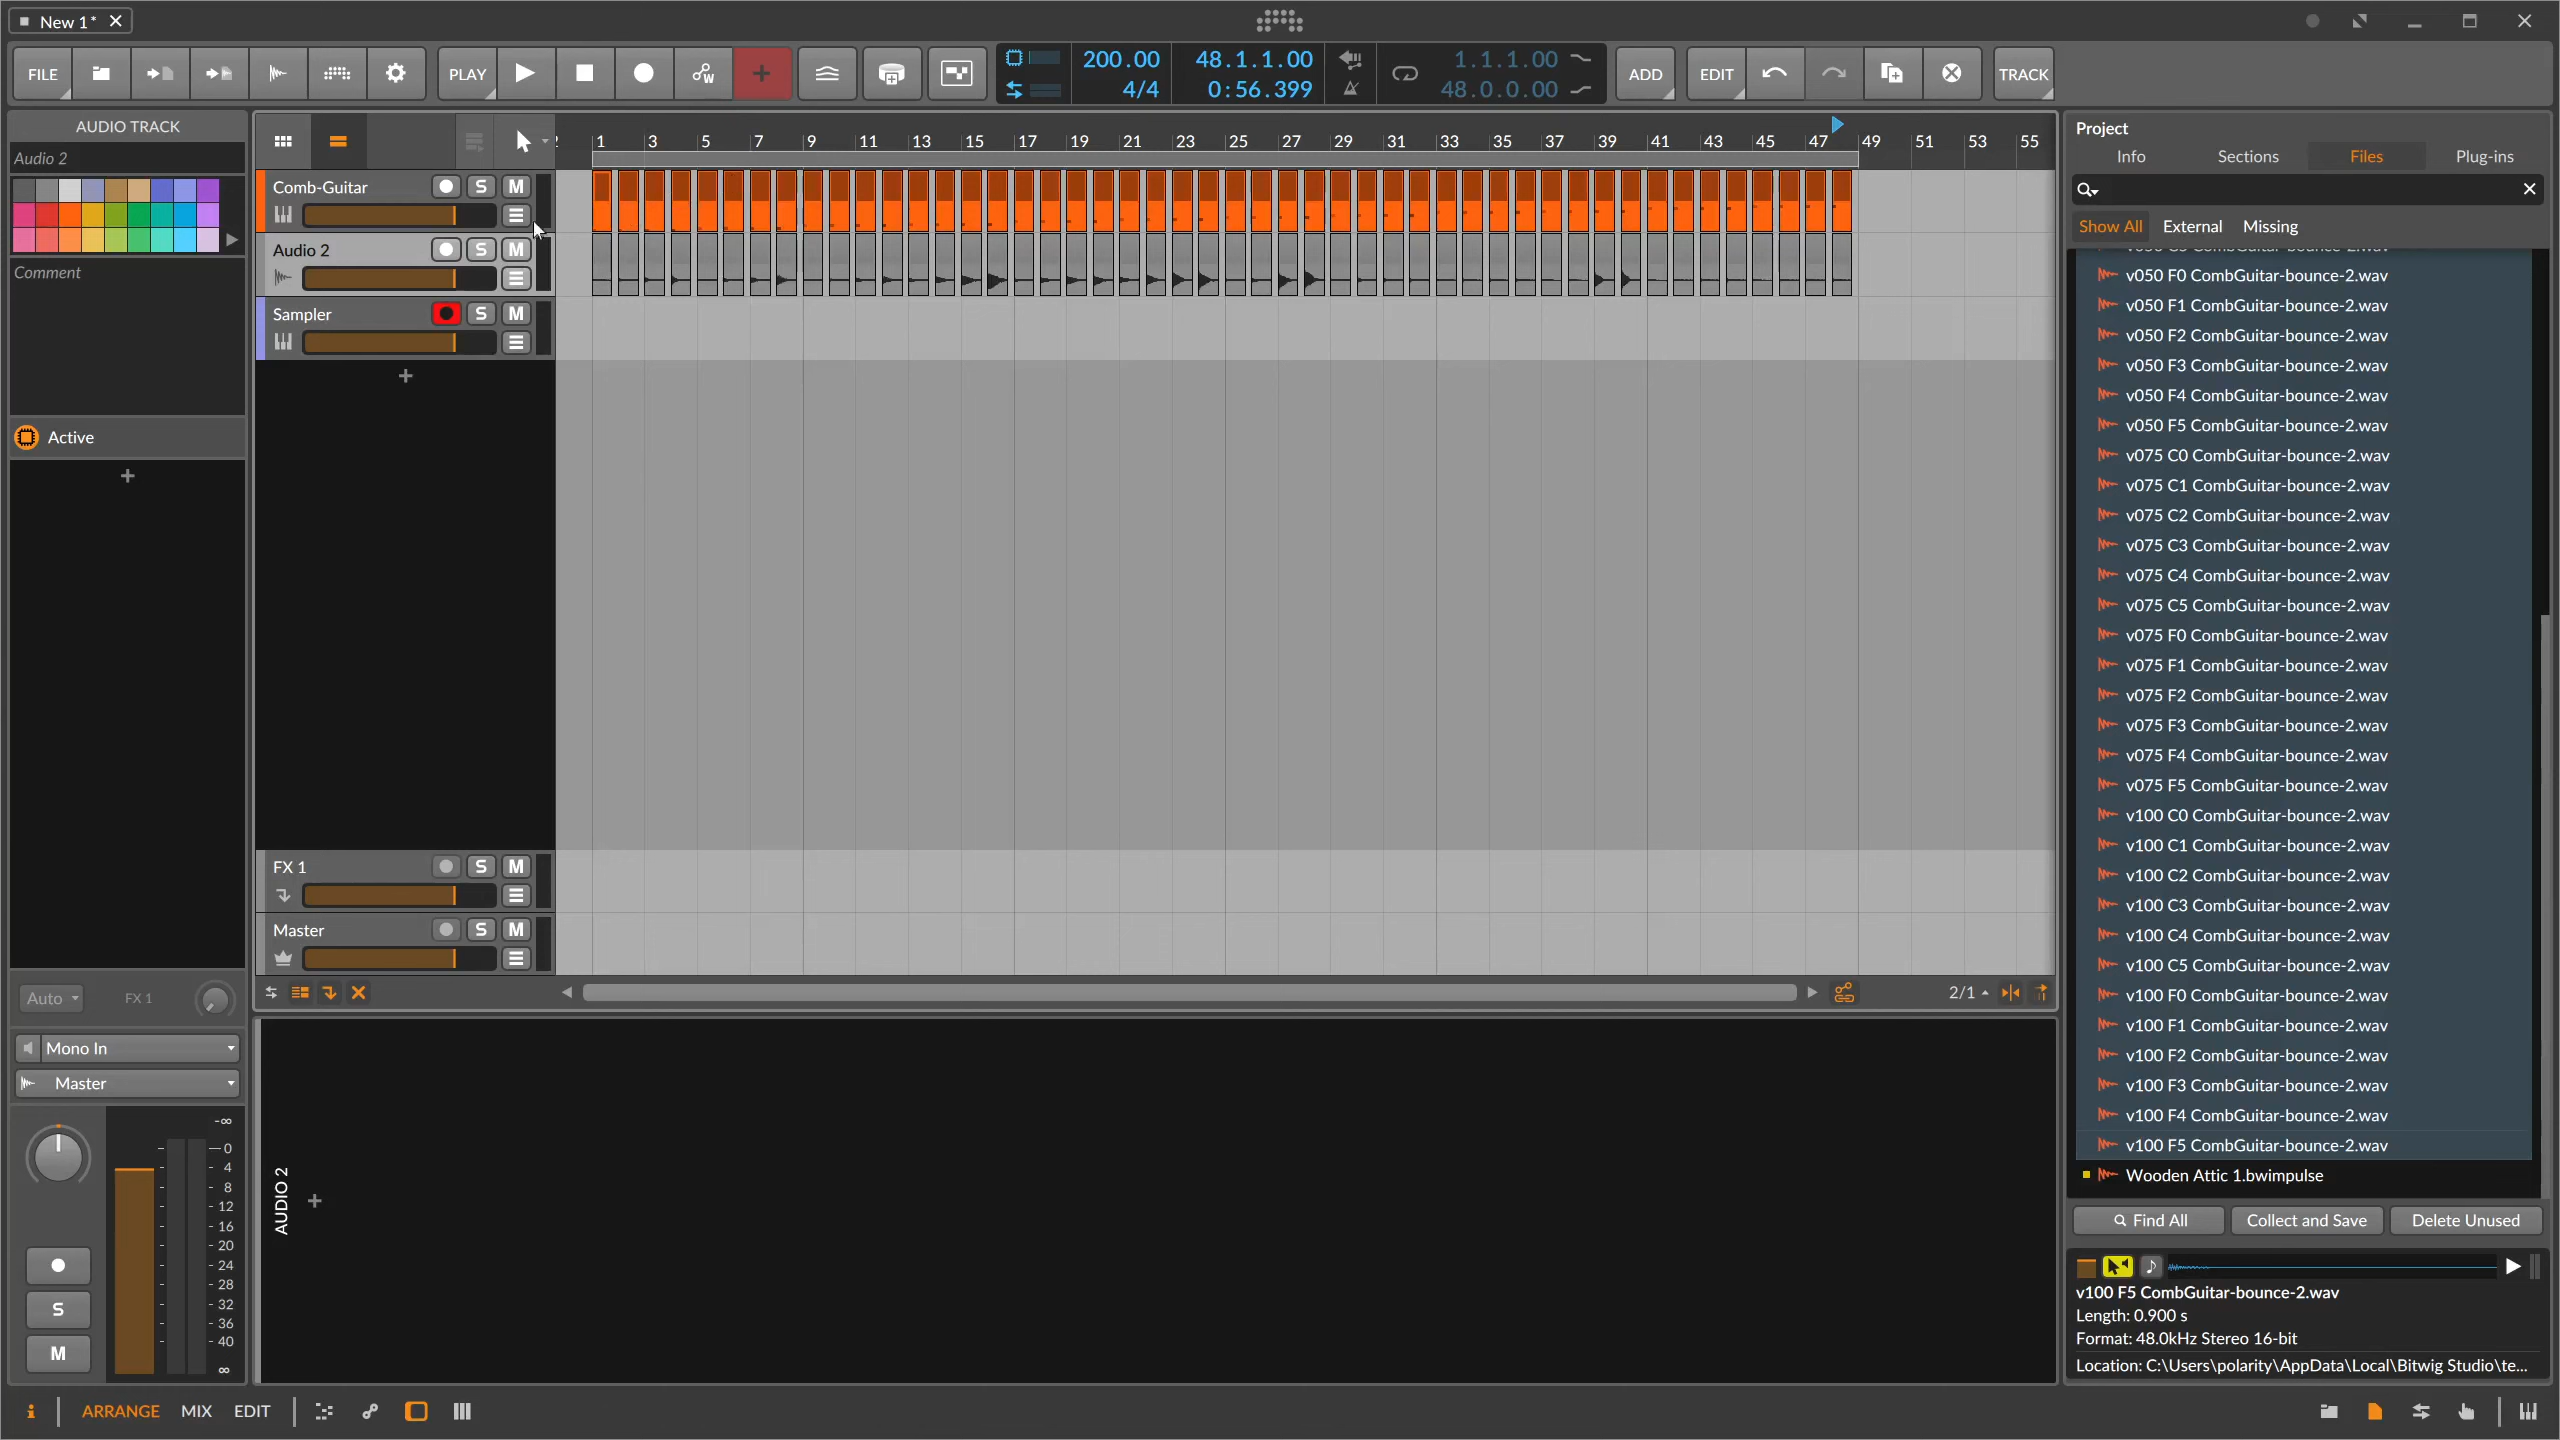 New 1*
FILE
PLAY
200.00
4/4
48.1.1.00
0:56.399
1.1.1.00
48.0.0.00
ADD
EDIT
TRACK
AUDIO TRACK
Audio 2
Comment
Active
Auto
FX 1
Mono In
Master
-∞
0
4
8
12
16
20
24
28
32
36
40
∞
S
M
1 3 5 7 9 11 13 15 17 19 21 23 25 27 29 31 33 35 37 39 41 43 45 47 49 51 53 55
Comb-Guitar
S M
Audio 2
S M
Sampler
S M
FX 1
S M
Master
S M
2/1
AUDIO 2
Project
Info Sections Files Plug-ins
Show All External Missing
v050 F0 CombGuitar-bounce-2.wav
v050 F1 CombGuitar-bounce-2.wav
v050 F2 CombGuitar-bounce-2.wav
v050 F3 CombGuitar-bounce-2.wav
v050 F4 CombGuitar-bounce-2.wav
v050 F5 CombGuitar-bounce-2.wav
v075 C0 CombGuitar-bounce-2.wav
v075 C1 CombGuitar-bounce-2.wav
v075 C2 CombGuitar-bounce-2.wav
v075 C3 CombGuitar-bounce-2.wav
v075 C4 CombGuitar-bounce-2.wav
v075 C5 CombGuitar-bounce-2.wav
v075 F0 CombGuitar-bounce-2.wav
v075 F1 CombGuitar-bounce-2.wav
v075 F2 CombGuitar-bounce-2.wav
v075 F3 CombGuitar-bounce-2.wav
v075 F4 CombGuitar-bounce-2.wav
v075 F5 CombGuitar-bounce-2.wav
v100 C0 CombGuitar-bounce-2.wav
v100 C1 CombGuitar-bounce-2.wav
v100 C2 CombGuitar-bounce-2.wav
v100 C3 CombGuitar-bounce-2.wav
v100 C4 CombGuitar-bounce-2.wav
v100 C5 CombGuitar-bounce-2.wav
v100 F0 CombGuitar-bounce-2.wav
v100 F1 CombGuitar-bounce-2.wav
v100 F2 CombGuitar-bounce-2.wav
v100 F3 CombGuitar-bounce-2.wav
v100 F4 CombGuitar-bounce-2.wav
v100 F5 CombGuitar-bounce-2.wav
Wooden Attic 1.bwimpulse
Find All
Collect and Save
Delete Unused
v100 F5 CombGuitar-bounce-2.wav
Length: 0.900 s
Format: 48.0kHz Stereo 16-bit
Location: C:\Users\polarity\AppData\Local\Bitwig Studio\te...
ARRANGE MIX EDIT